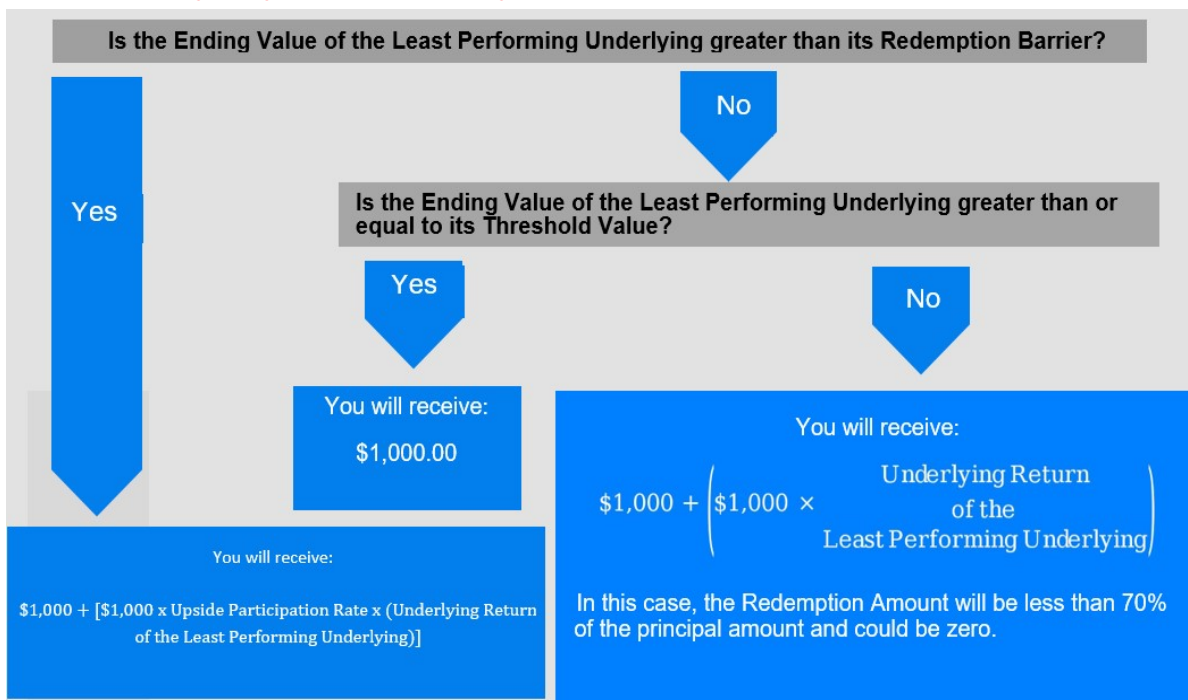 Is the Ending Value of the Least Performing Underlying greater than its Redemption Barrier?
No
Yes
Is the Ending Value of the Least Performing Underlying greater than or
equal to its Threshold Value?
Yes
No
You will receive:
$1,000.00
You will receive:
$1,000 + ($1,000 × Underlying Return
of the
Least Performing Underlying)
In this case, the Redemption Amount will be less than 70%
of the principal amount and could be zero.
You will receive:
$1,000 + [$1,000 x Upside Participation Rate x (Underlying Return
of the Least Performing Underlying)]